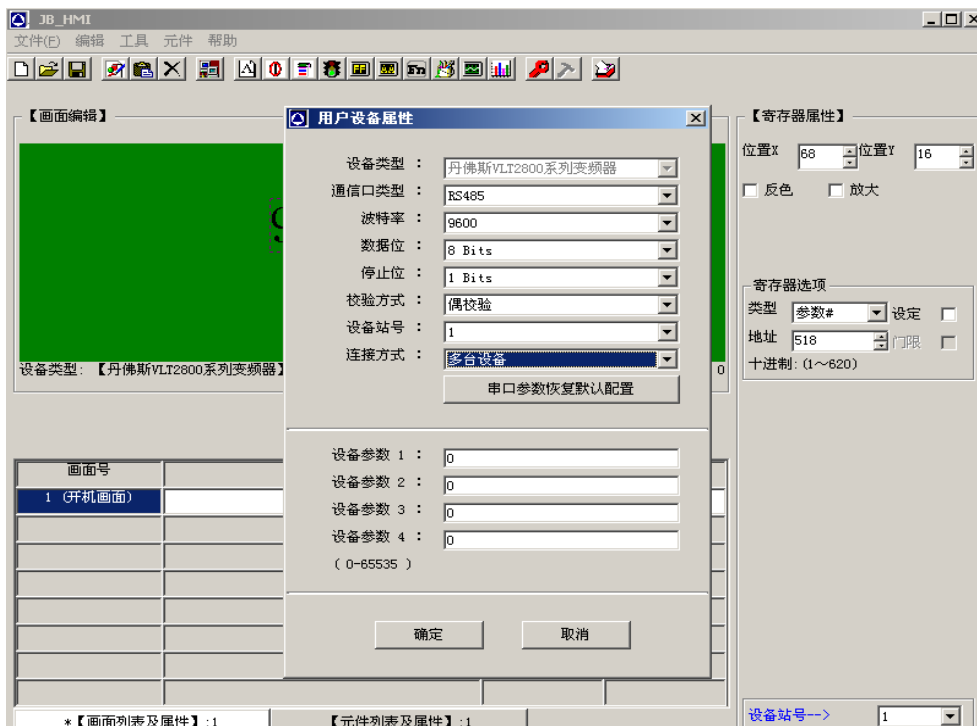 JB_HMI
文件(F) 编辑 工具 元件 帮助
【画面编辑】
设备类型: 【丹佛斯VLT2800系列变频器】
0
用户设备属性
设备类型 : 丹佛斯VLT2800系列变频器
通信口类型 : RS485
波特率 : 9600
数据位 : 8 Bits
停止位 : 1 Bits
校验方式 : 偶校验
设备站号 : 1
连接方式 : 多台设备
串口参数恢复默认配置
设备参数 1 : 0
设备参数 2 : 0
设备参数 3 : 0
设备参数 4 : 0
( 0-65535 )
确定 取消
【寄存器属性】
位置X 68 位置Y 16
反色 放大
寄存器选项
类型 参数# 设定
地址 518 门限
十进制:(1~620)
画面号
1 (开机画面)
*【画面列表及属性】:1 【元件列表及属性】:1
设备站号--> 1